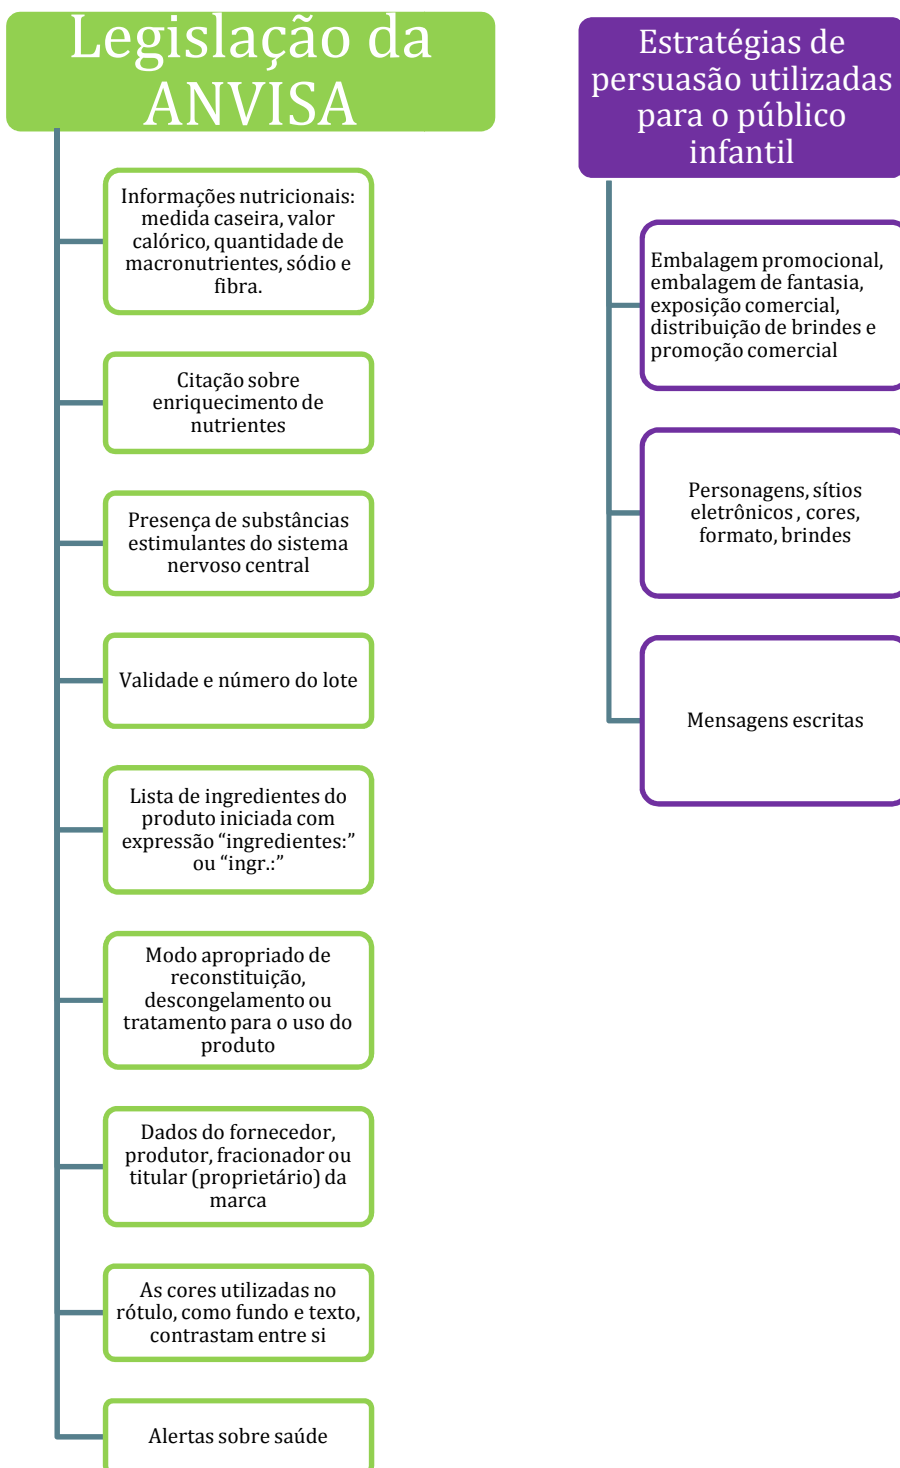 Legislação da
ANVISA
Informações nutricionais:
medida caseira, valor
calórico, quantidade de
macronutrientes, sódio e
fibra.
Citação sobre
enriquecimento de
nutrientes
Presença de substâncias
estimulantes do sistema
nervoso central
Validade e número do lote
Lista de ingredientes do
produto iniciada com
expressão “ingredientes:”
ou “ingr.:”
Modo apropriado de
reconstituição,
descongelamento ou
tratamento para o uso do
produto
Dados do fornecedor,
produtor, fracionador ou
titular (proprietário) da
marca
As cores utilizadas no
rótulo, como fundo e texto,
contrastam entre si
Alertas sobre saúde
Estratégias de
persuasão utilizadas
para o público
infantil
Embalagem promocional,
embalagem de fantasia,
exposição comercial,
distribuição de brindes e
promoção comercial
Personagens, sítios
eletrônicos , cores,
formato, brindes
Mensagens escritas